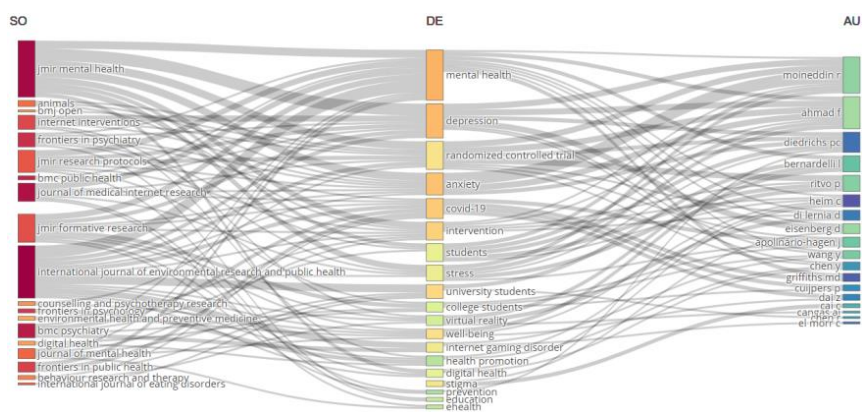 SO
DE
AU
jmir mental health
animals
bmj open
internet interventions
frontiers in psychiatry
jmir research protocols
bmc public health
journal of medical internet research
jmir formative research
international journal of environmental research and public health
counselling and psychotherapy research
frontiers in psychology
environmental health and preventive medicine
bmc psychiatry
digital health
journal of mental health
frontiers in public health
behaviour research and therapy
international journal of eating disorders
mental health
depression
randomized controlled trial
anxiety
covid-19
intervention
students
stress
university students
college students
virtual reality
well-being
internet gaming disorder
health promotion
digital health
stigma
prevention
education
ehealth
moineddin r
ahmad f
diedrichs pc
bernardelli l
ritvo p
heim c
di lernia d
eisenberg d
apolinario-hagen j
wang y
chen y
griffiths md
cuijpers p
dai z
cai c
cangas aj
chen r
el morr c